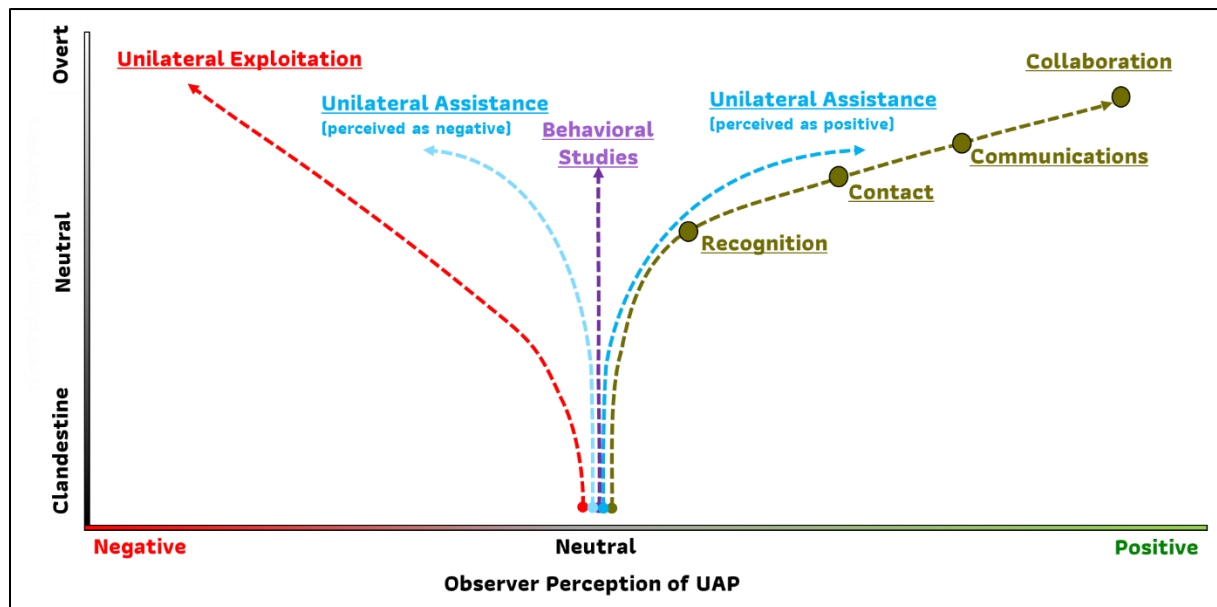 Overt
Unilateral Exploitation
Collaboration
Unilateral Assistance
(perceived as negative)
Behavioral
Studies
Unilateral Assistance
(perceived as positive)
Communications
Contact
Neutral
Recognition
Clandestine
Negative
Neutral
Positive
Observer Perception of UAP